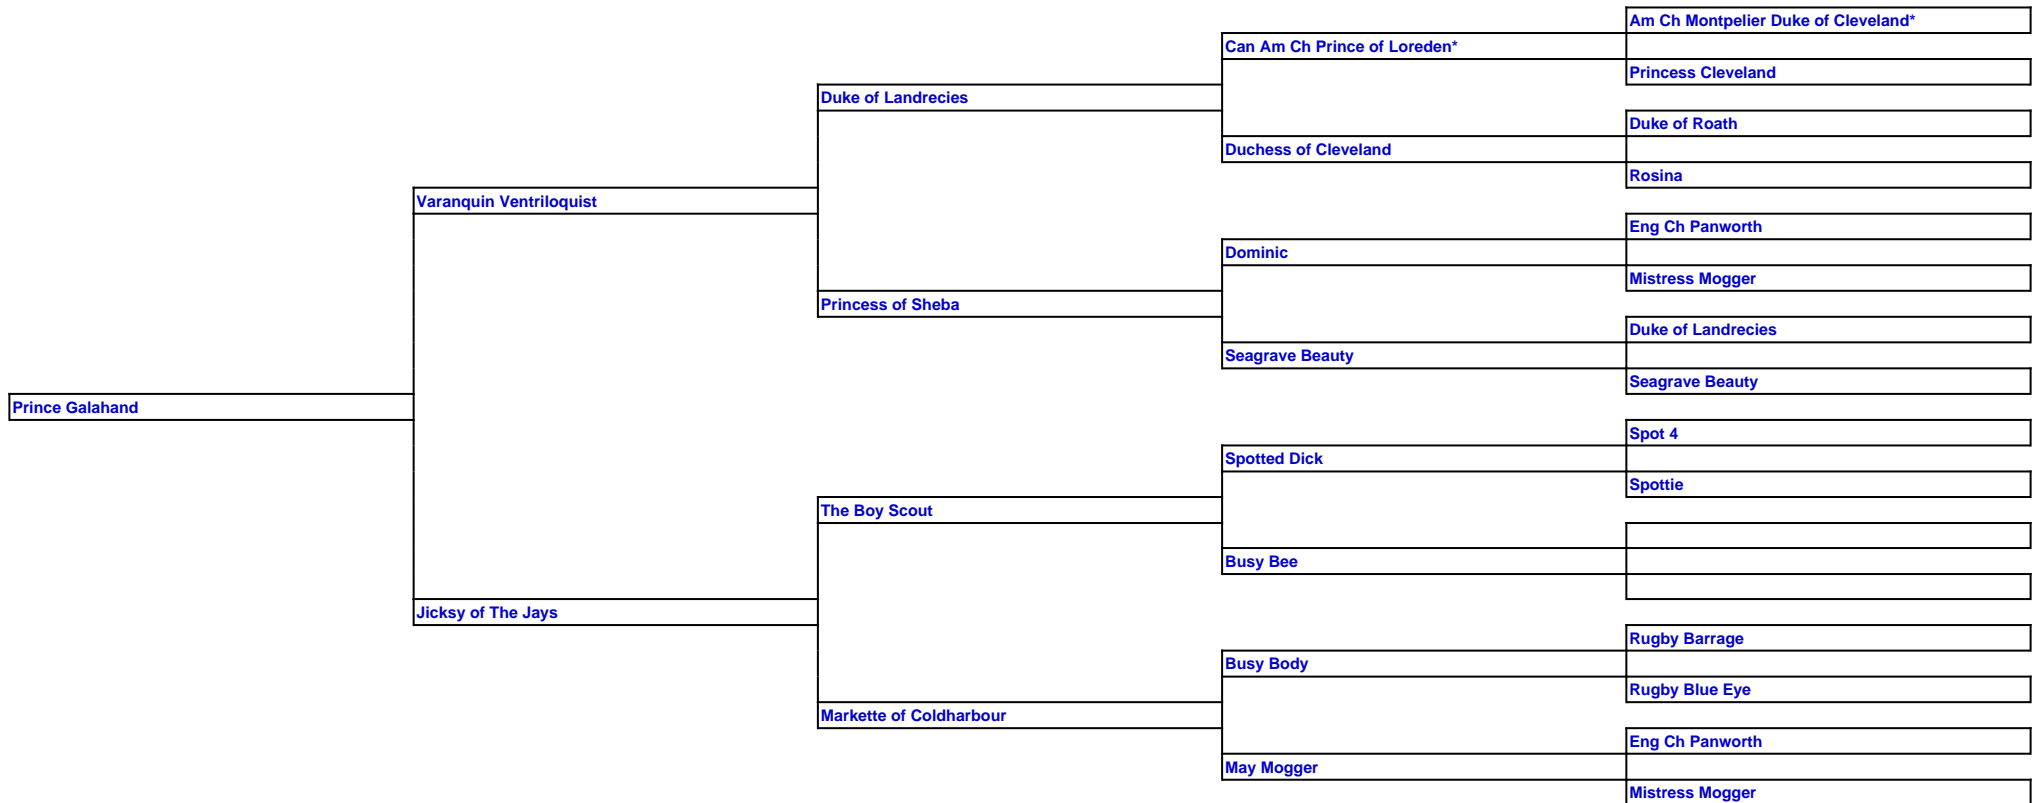 Am Ch Montpelier Duke of Cleveland*
Can Am Ch Prince of Loreden*
Princess Cleveland
Duke of Landrecies
Duke of Roath
Duchess of Cleveland
Rosina
Varanquin Ventriloquist
Eng Ch Panworth
Dominic
Mistress Mogger
Princess of Sheba
Duke of Landrecies
Seagrave Beauty
Seagrave Beauty
Prince Galahand
Spot 4
Spotted Dick
Spottie
The Boy Scout
Busy Bee
Jicksy of The Jays
Rugby Barrage
Busy Body
Rugby Blue Eye
Markette of Coldharbour
Eng Ch Panworth
May Mogger
Mistress Mogger